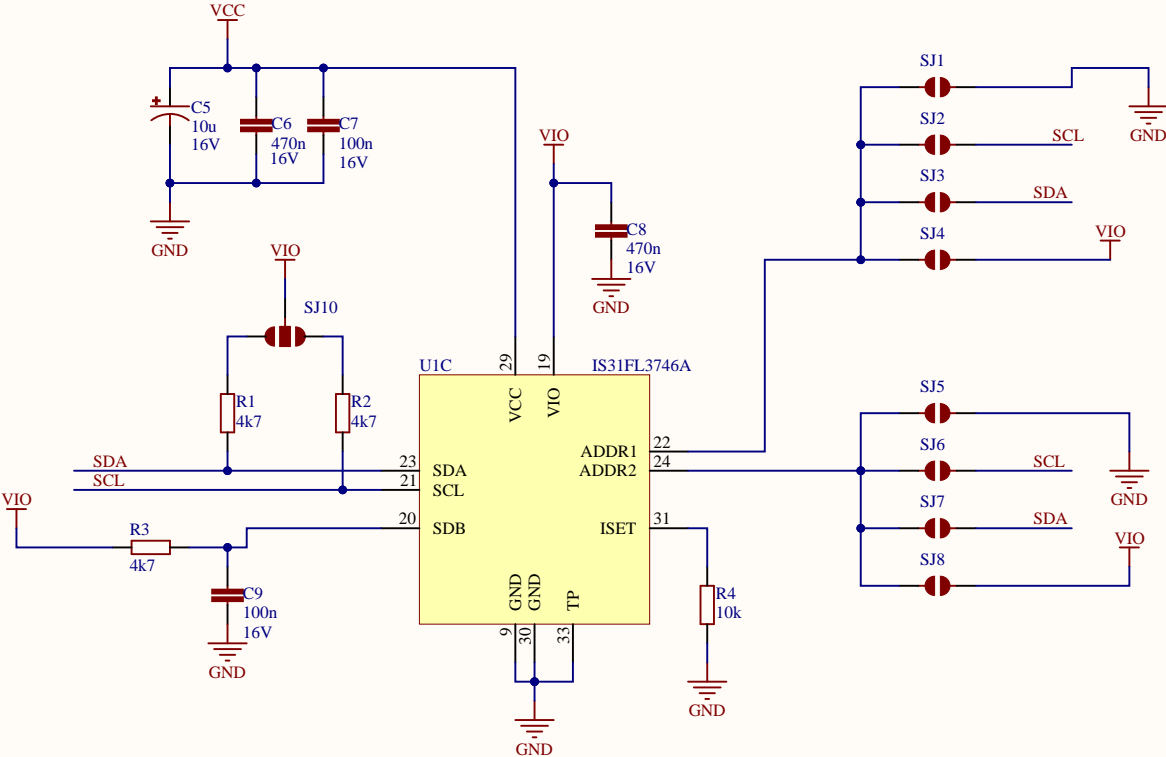 VCC
C5
10u
16V
C6
470n
16V
C7
100n
16V
GND
VIO
C8
470n
16V
GND
SJ1
GND
SJ2
SCL
SJ3
SDA
SJ4
VIO
VIO
SJ10
R1
4k7
R2
4k7
SDA
SCL
VIO
R3
4k7
C9
100n
16V
GND
U1C
IS31FL3746A
29
VCC
19
VIO
23
SDA
21
SCL
20
SDB
ADDR1
22
ADDR2
24
ISET
31
GND
9
GND
30
TP
33
GND
R4
10k
GND
SJ5
GND
SJ6
SCL
SJ7
SDA
SJ8
VIO